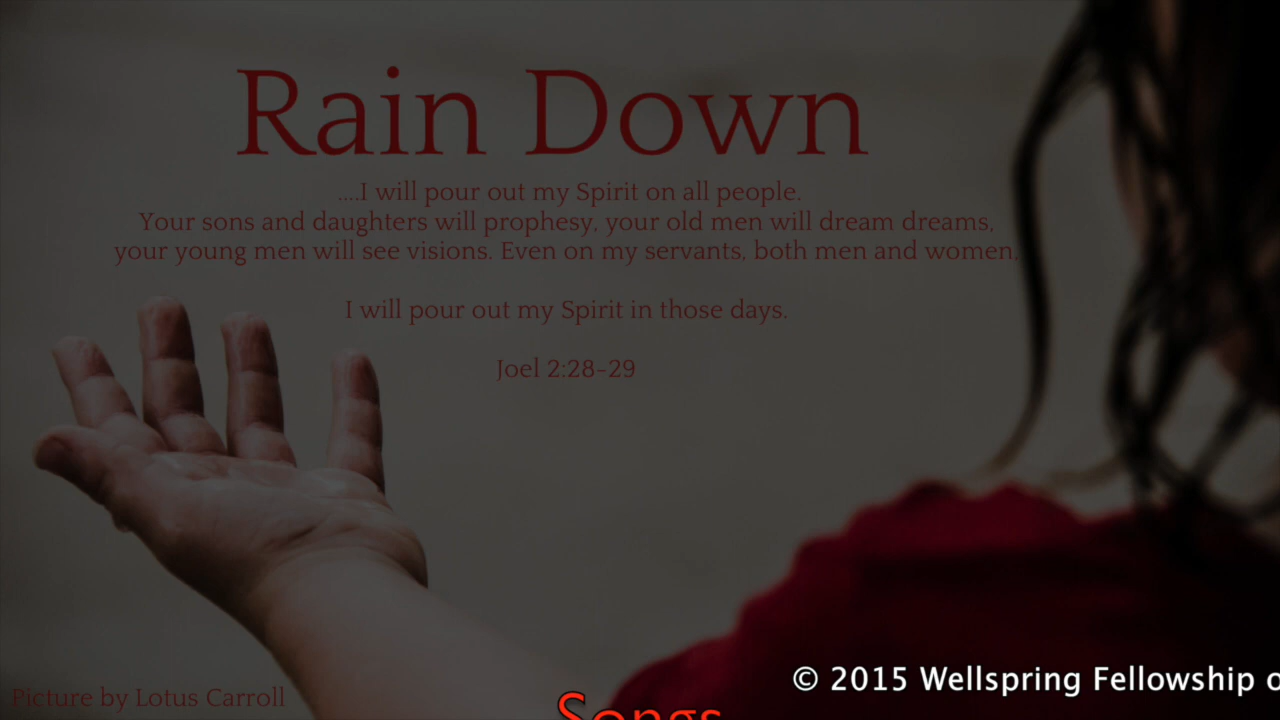 Rain Down
.....I will pour out my Spirit on all people.
Your sons and daughters will prophesy, your old men will dream dreams,
your young men will see visions. Even on my servants, both men and women,
I will pour out my Spirit in those days.
Joel 2:28-29
© 2015 Wellspring Fellowship o
Picture by Lotus Carroll
Songs